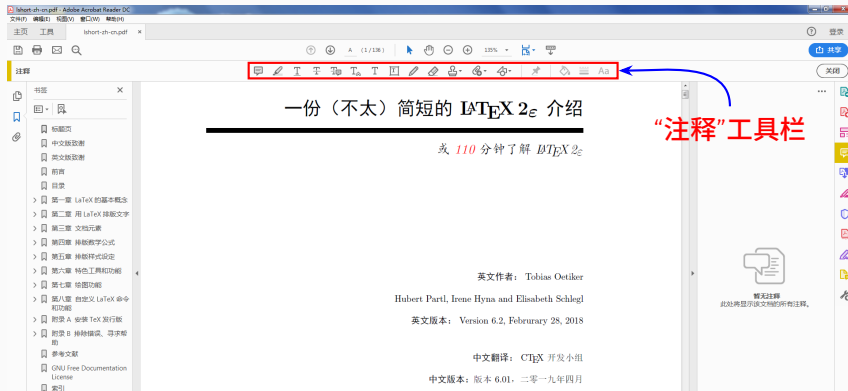 lshort-zh-cn.pdf - Adobe Acrobat Reader DC
文件(F) 编辑(E) 视图(V) 窗口(W) 帮助(H)
主页 工具 lshort-zh-cn.pdf × ? 登录
A (1 / 136) 135% 共享
注释 T T T T T T Aa 关闭
书签 ×
标题页
中文版致谢
英文版致谢
前言
目录
第一章 LaTeX 的基本概念
第二章 用 LaTeX 排版文字
第三章 文档元素
第四章 排版数学公式
第五章 排版样式设定
第六章 特色工具和功能
第七章 绘图功能
第八章 自定义 LaTeX 命令
和功能
附录 A 安装 TeX 发行版
附录 B 排除错误、寻求帮
助
参考文献
GNU Free Documentation
License
索引
一份（不太）简短的 LATEX 2ε 介绍
或 110 分钟了解 LATEX 2ε
英文作者： Tobias Oetiker
Hubert Partl, Irene Hyna and Elisabeth Schlegl
英文版本： Version 6.2, Februrary 28, 2018
中文翻译： CTEX 开发小组
中文版本：版本 6.01，二零一九年四月
“注释”工具栏
暂无注释
此处将显示该文档的所有注释。